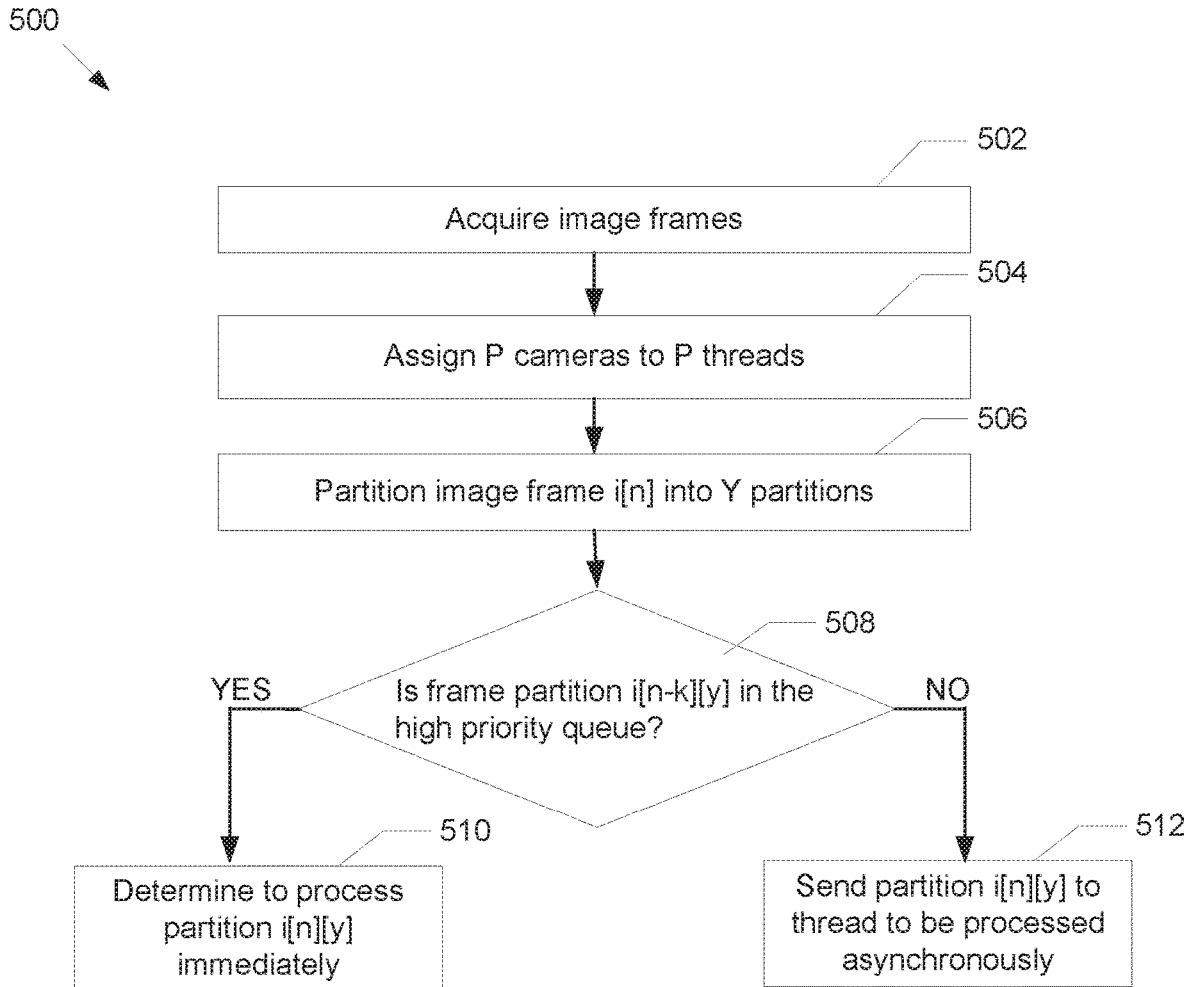 500
502
Acquire image frames
504
Assign P cameras to P threads
506
Partition image frame i[n] into Y partitions
508
YES
Is frame partition i[n-k][y] in the
high priority queue?
NO
510
Determine to process
partition i[n][y]
immediately
512
Send partition i[n][y] to
thread to be processed
asynchronously